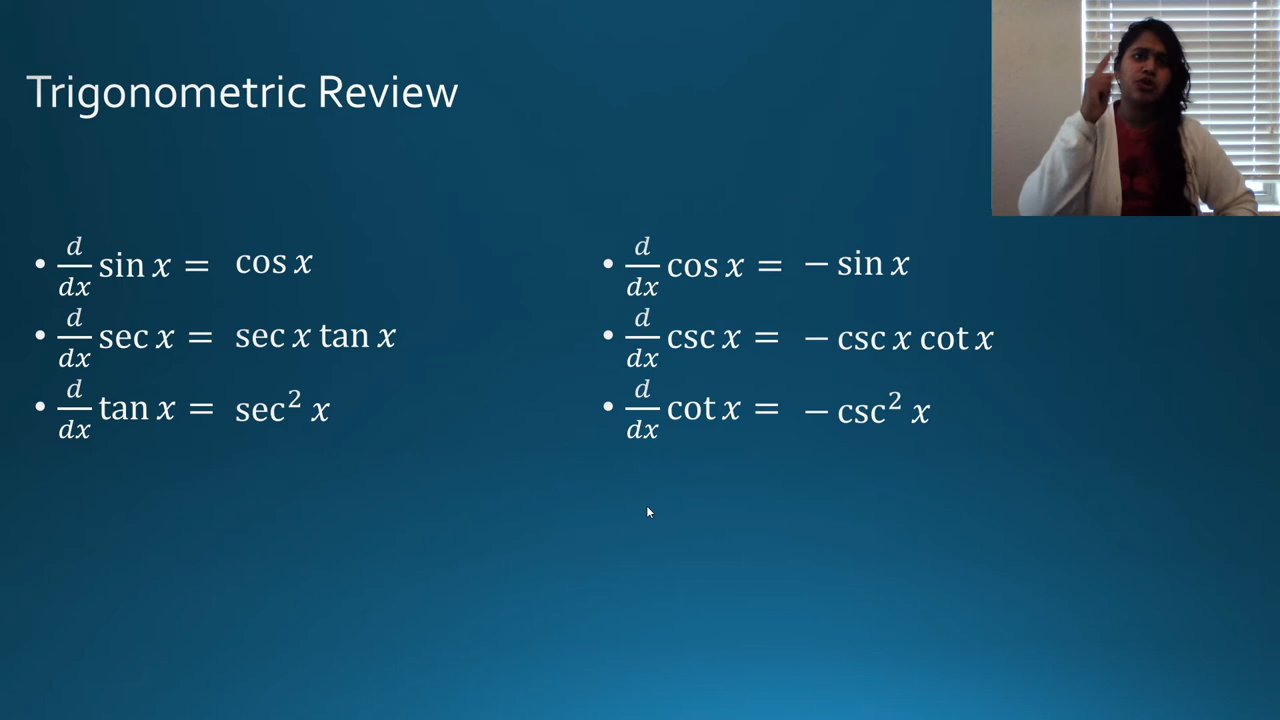 Trigonometric Review
• d/dx sin x = cos x
• d/dx sec x = sec x tan x
• d/dx tan x = sec² x
• d/dx cos x = − sin x
• d/dx csc x = − csc x cot x
• d/dx cot x = − csc² x